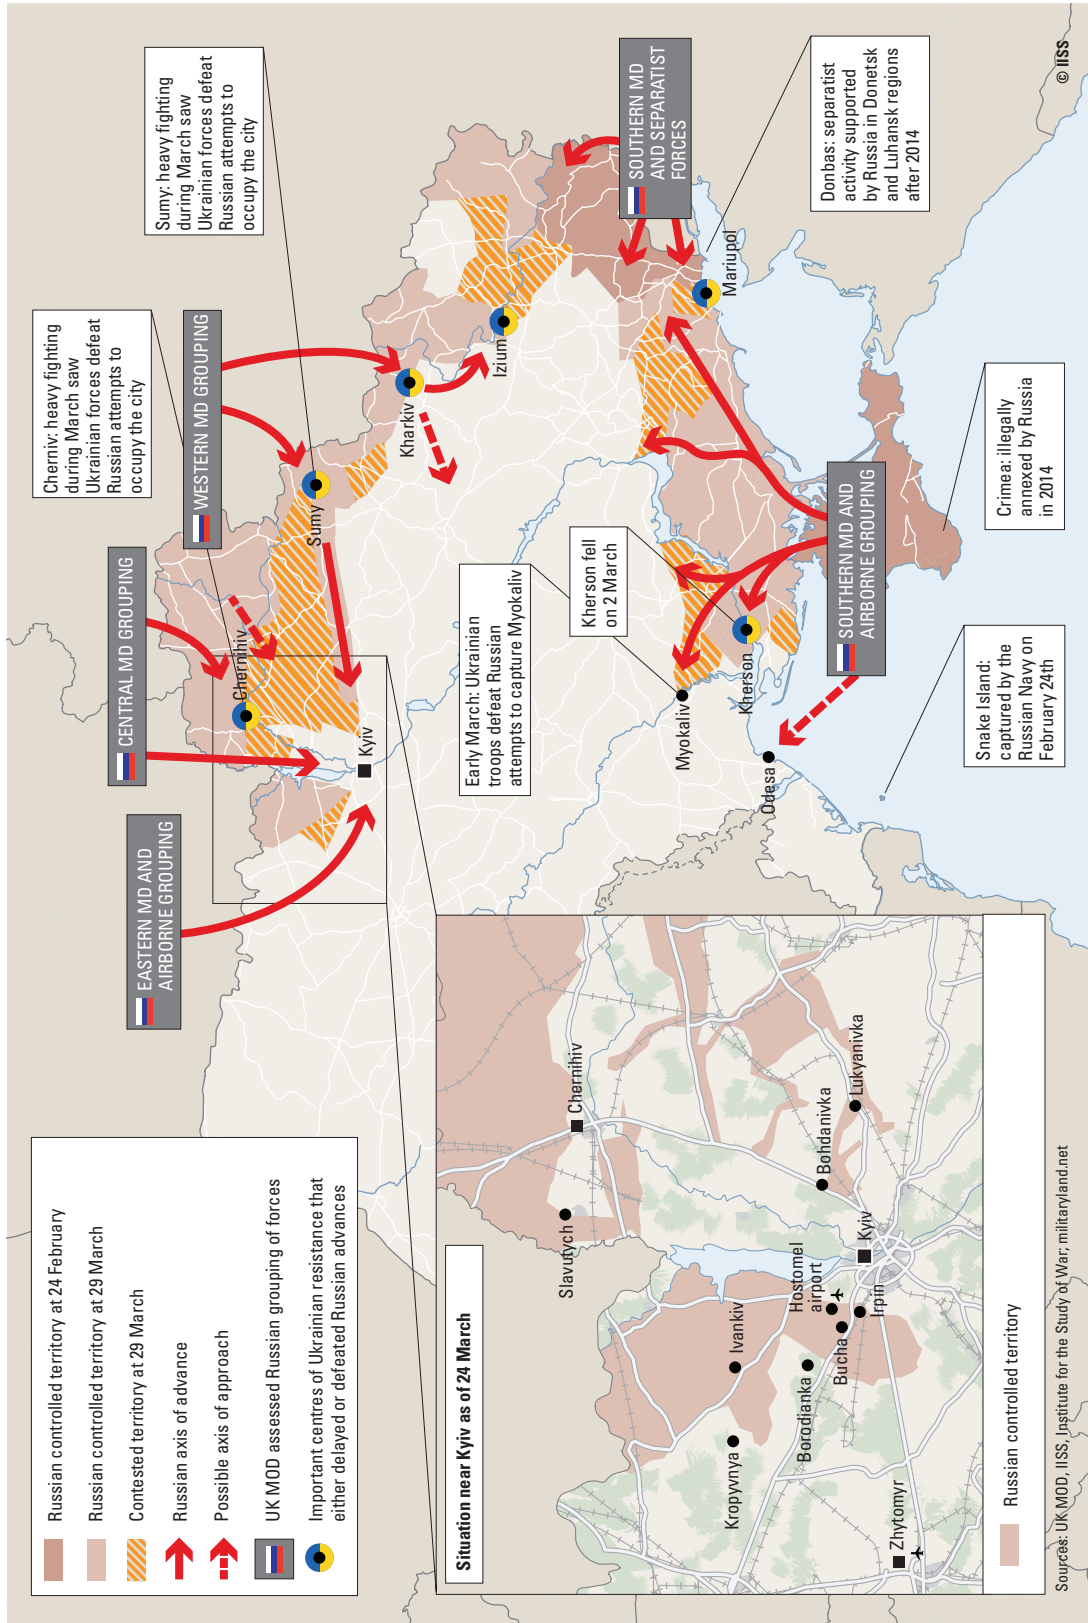 Russian controlled territory at 24 February
Russian controlled territory at 29 March
Contested territory at 29 March
Russian axis of advance
Possible axis of approach
UK MOD assessed Russian grouping of forces
Important centres of Ukrainian resistance that
either delayed or defeated Russian advances
EASTERN MD AND
AIRBORNE GROUPING
CENTRAL MD GROUPING
WESTERN MD GROUPING
Cherniv: heavy fighting
during March saw
Ukrainian forces defeat
Russian attempts to
occupy the city
Sumy: heavy fighting
during March saw
Ukrainian forces defeat
Russian attempts to
occupy the city
Chernihiv
Sumy
Kyiv
Kharkiv
Izium
SOUTHERN MD
AND SEPARATIST
FORCES
Mariupol
Donbas: separatist
activity supported
by Russia in Donetsk
and Luhansk regions
after 2014
Early March: Ukrainian
troops defeat Russian
attempts to capture Myokaliv
Kherson fell
on 2 March
Myokaliv
Kherson
Odesa
SOUTHERN MD AND
AIRBORNE GROUPING
Crimea: illegally
annexed by Russia
in 2014
Snake Island:
captured by the
Russian Navy on
February 24th
Situation near Kyiv as of 24 March
Slavutych
Chernihiv
Ivankiv
Kropyvnya
Hostomel
airport
Borodianka
Bucha
Irpin
Kyiv
Bohdanivka
Lukyanivka
Zhytomyr
Russian controlled territory
Sources: UK MOD, IISS, Institute for the Study of War; militaryland.net
© IISS